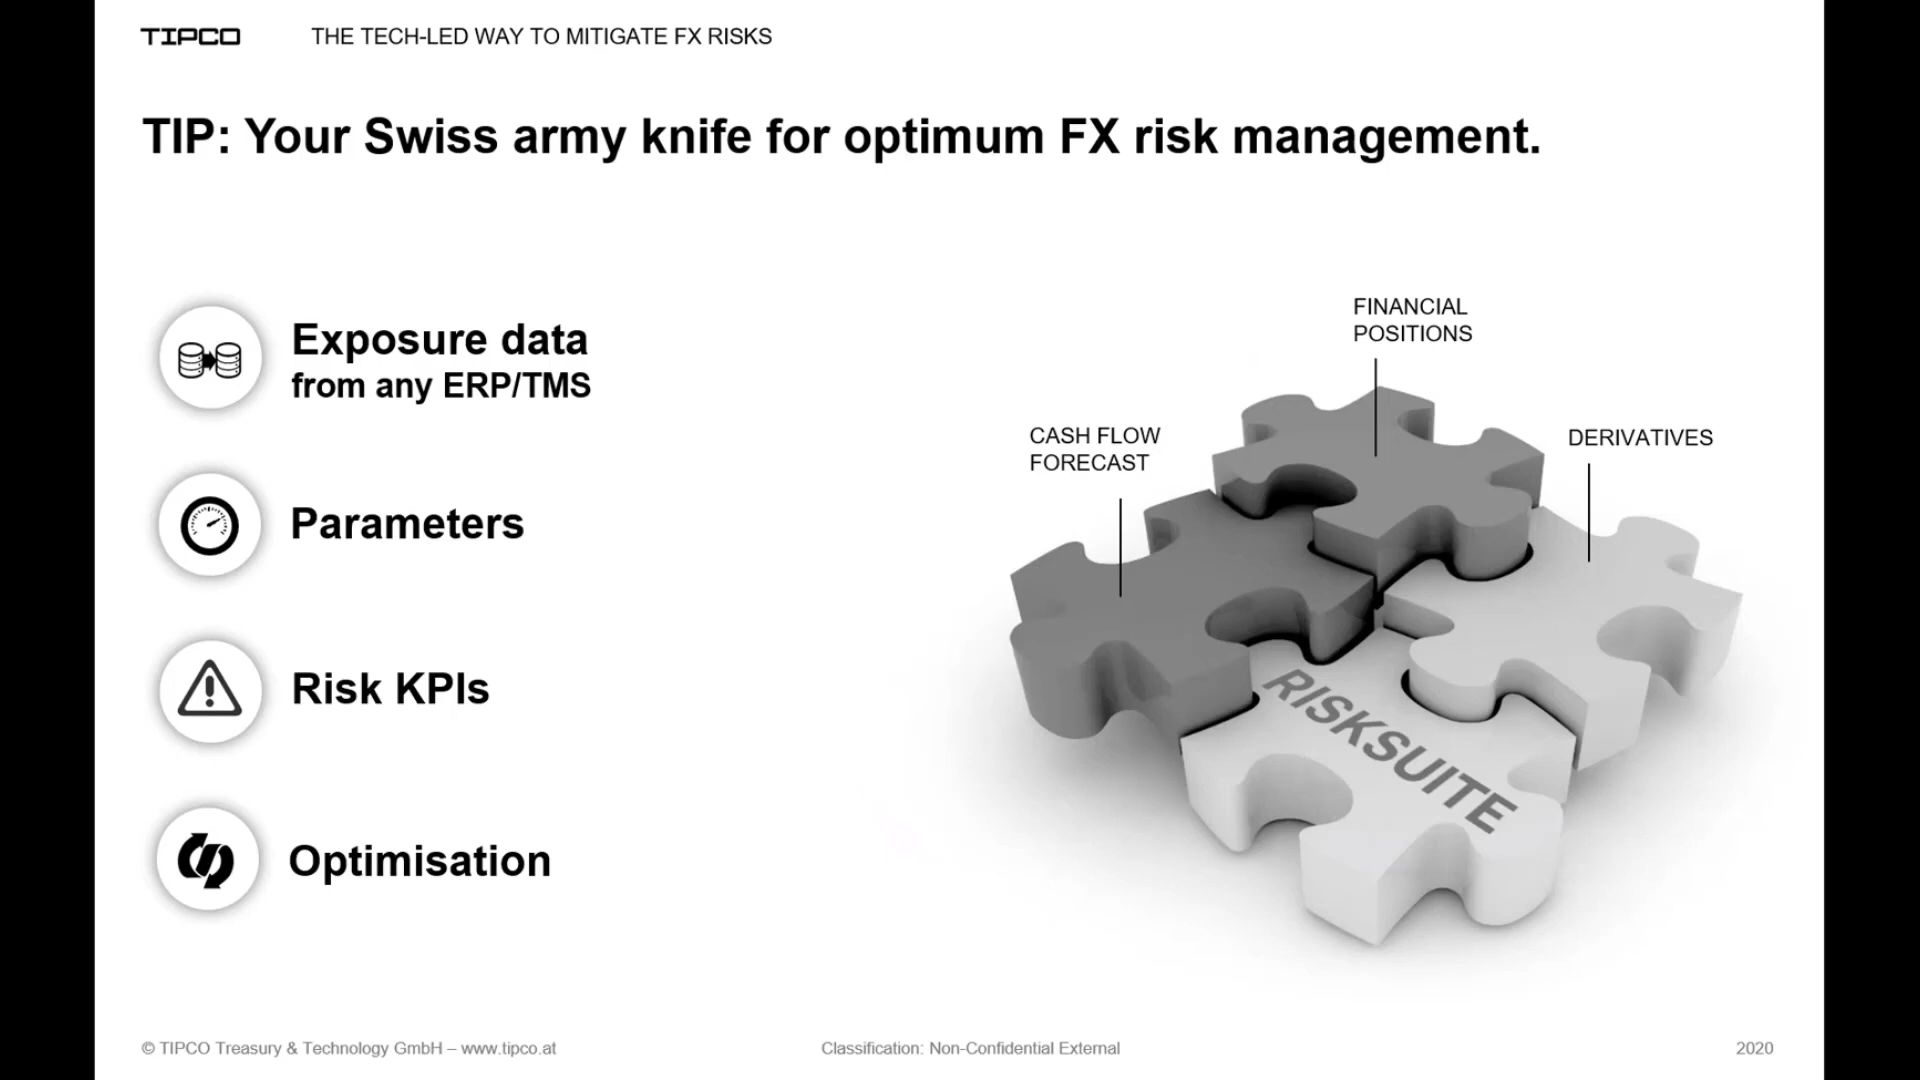 TIPCO
THE TECH-LED WAY TO MITIGATE FX RISKS
TIP: Your Swiss army knife for optimum FX risk management.
Exposure data
from any ERP/TMS
Parameters
Risk KPIs
Optimisation
FINANCIAL
POSITIONS
CASH FLOW
FORECAST
DERIVATIVES
RISKSUITE
© TIPCO Treasury & Technology GmbH – www.tipco.at
Classification: Non-Confidential External
2020